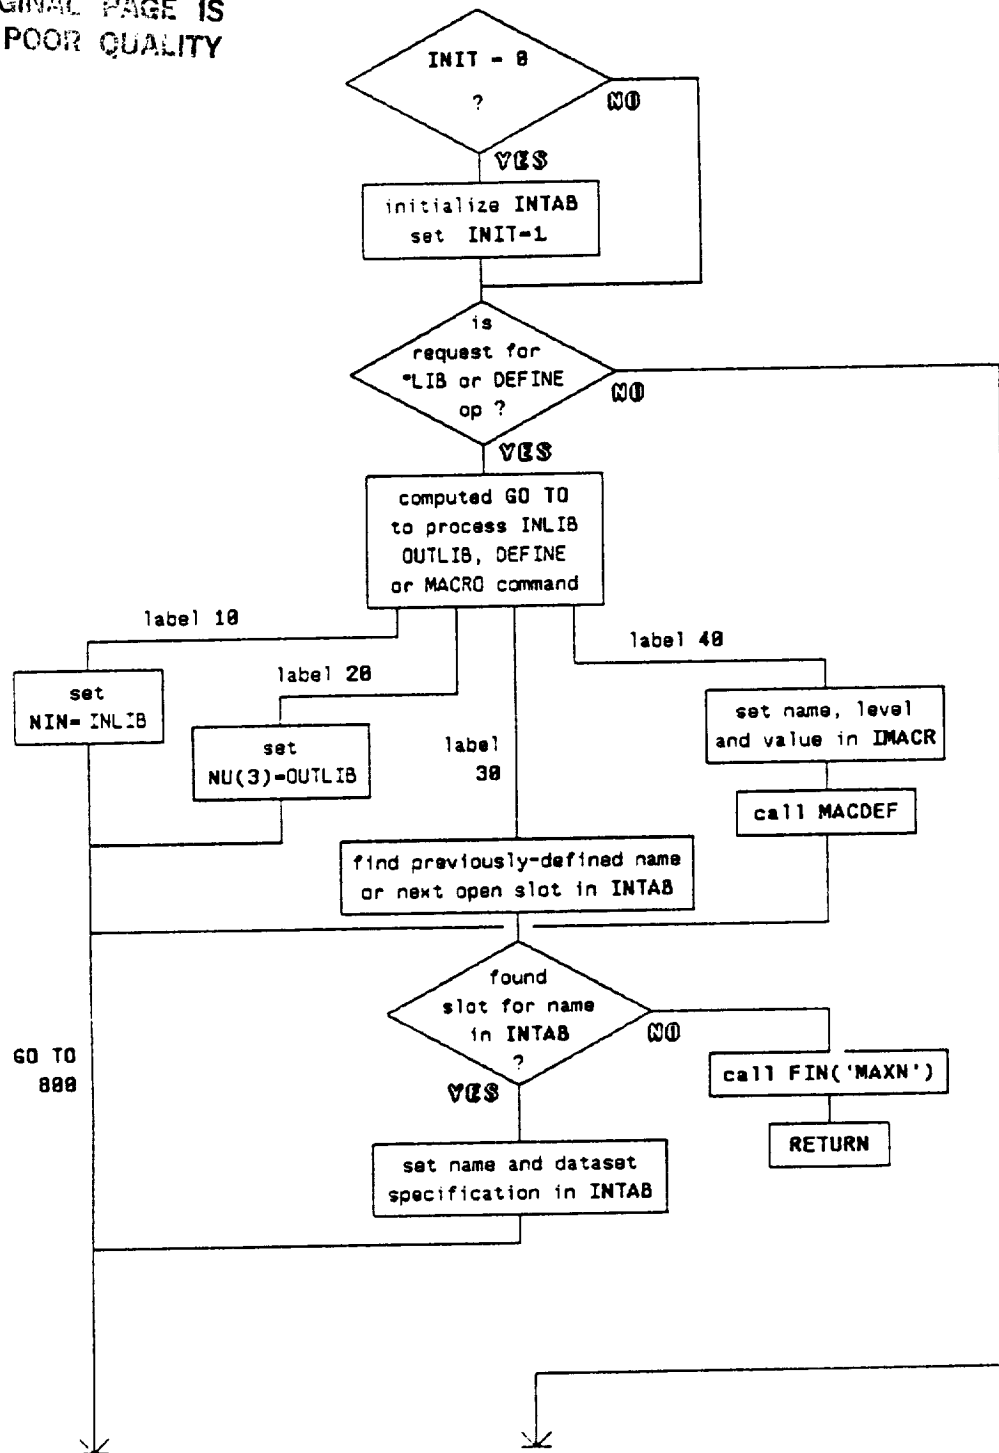 GINAL PAGE IS
POOR QUALITY
INIT = 0
?
NO
YES
initialize INTAB
set INIT=1
is
request for
*LIB or DEFINE
op ?
NO
YES
computed GO TO
to process INLIB
OUTLIB, DEFINE
or MACRO command
label 10
label 20
label
30
label 40
set
NIN= INLIB
set
NU(3)=OUTLIB
set name, level
and value in IMACR
call MACDEF
find previously-defined name
or next open slot in INTAB
found
slot for name
in INTAB
?
NO
YES
GO TO
800
call FIN('MAXN')
RETURN
set name and dataset
specification in INTAB